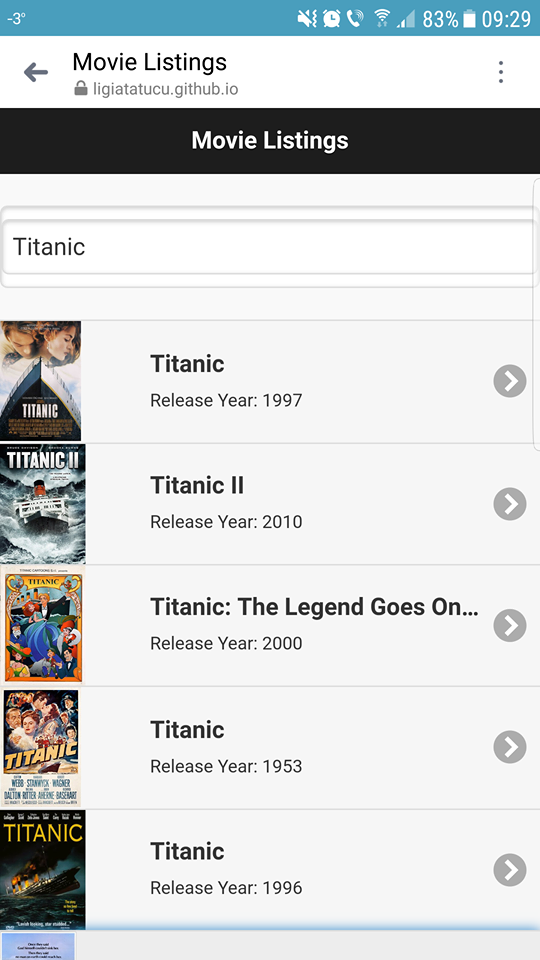 -3°
83%
09:29
Movie Listings
ligiatatucu.github.io
Movie Listings
Titanic
TITANIC
Titanic
Release Year: 1997
TITANIC II
Titanic II
Release Year: 2010
TITANIC
Titanic: The Legend Goes On...
Release Year: 2000
TITANIC
WEBB STANWYCK WAGNER
DALTON RITTER AHERNE BASEHART
Titanic
Release Year: 1953
TITANIC
Titanic
Release Year: 1996